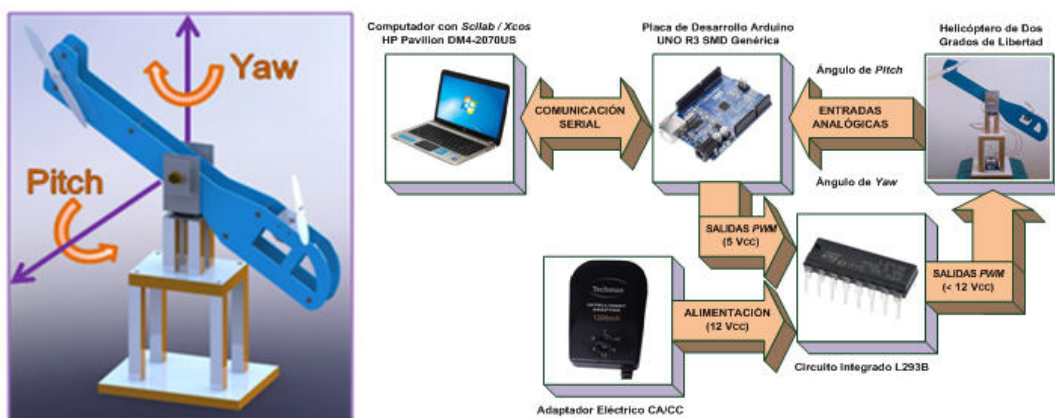 Yaw
Pitch
Computador con Scilab / Xcos
HP Pavilion DM4-2070US
Placa de Desarrollo Arduino
UNO R3 SMD Genérica
Helicóptero de Dos
Grados de Libertad
COMUNICACIÓN
SERIAL
Ángulo de Pitch
ENTRADAS
ANALÓGICAS
Ángulo de Yaw
SALIDAS PWM
(5 VCC)
Techman
ALIMENTACIÓN
(12 VCC)
SALIDAS PWM
(< 12 VCC)
Circuito Integrado L293B
Adaptador Eléctrico CA/CC